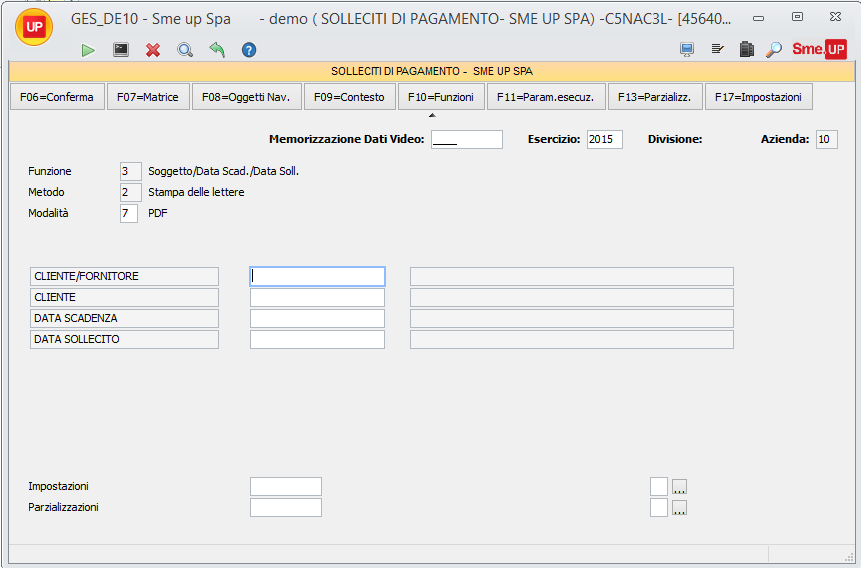 UP GES_DE10 - Sme up Spa - demo ( SOLLECITI DI PAGAMENTO- SME UP SPA) -C5NAC3L- [45640...
Sme.UP
SOLLECITI DI PAGAMENTO - SME UP SPA
F06=Conferma F07=Matrice F08=Oggetti Nav. F09=Contesto F10=Funzioni F11=Param.esecuz. F13=Parzializz. F17=Impostazioni
Memorizzazione Dati Video: ____ Esercizio: 2015 Divisione: Azienda: 10
Funzione 3 Soggetto/Data Scad./Data Soll.
Metodo 2 Stampa delle lettere
Modalità 7 PDF
CLIENTE/FORNITORE
CLIENTE
DATA SCADENZA
DATA SOLLECITO
Impostazioni ...
Parzializzazioni ...